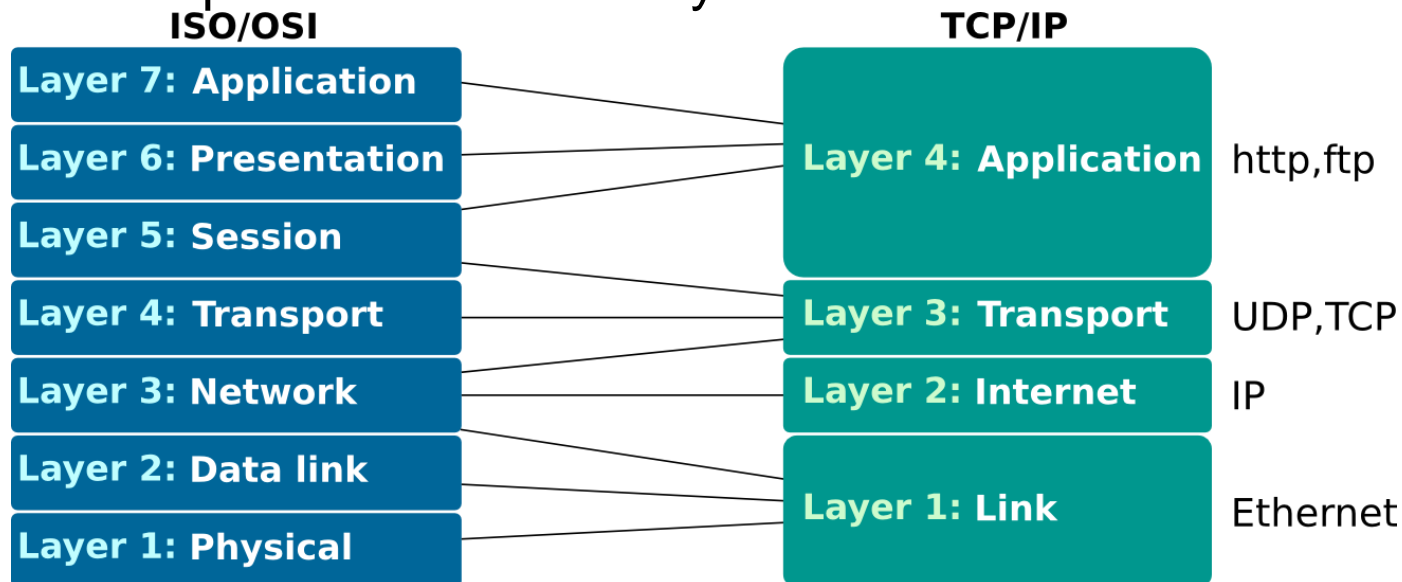 ISO/OSI
TCP/IP
Layer 7: Application
Layer 6: Presentation
Layer 5: Session
Layer 4: Transport
Layer 3: Network
Layer 2: Data link
Layer 1: Physical
Layer 4: Application
http,ftp
Layer 3: Transport
UDP,TCP
Layer 2: Internet
IP
Layer 1: Link
Ethernet